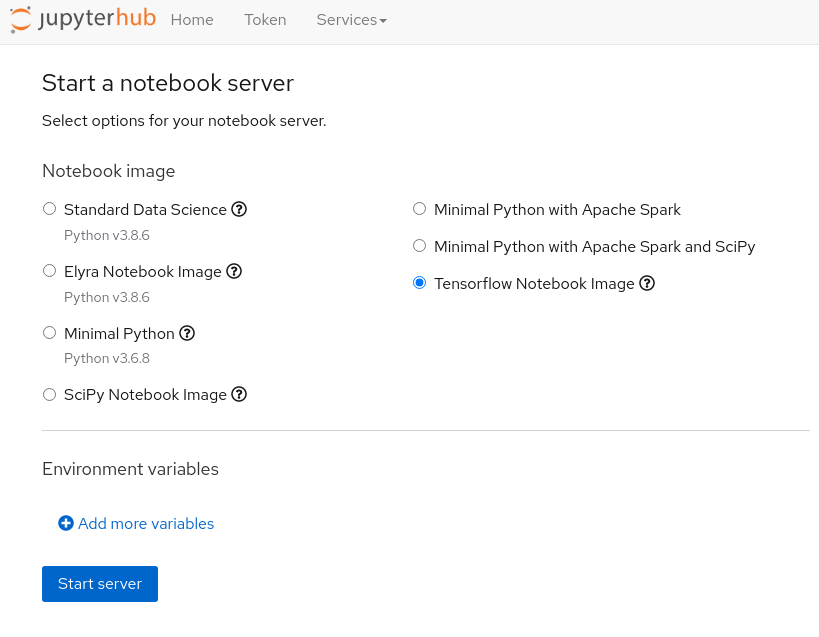 jupyterhub Home Token Services
Start a notebook server
Select options for your notebook server.
Notebook image
Standard Data Science
Python v3.8.6
Elyra Notebook Image
Python v3.8.6
Minimal Python
Python v3.6.8
SciPy Notebook Image
Minimal Python with Apache Spark
Minimal Python with Apache Spark and SciPy
Tensorflow Notebook Image
Environment variables
Add more variables
Start server